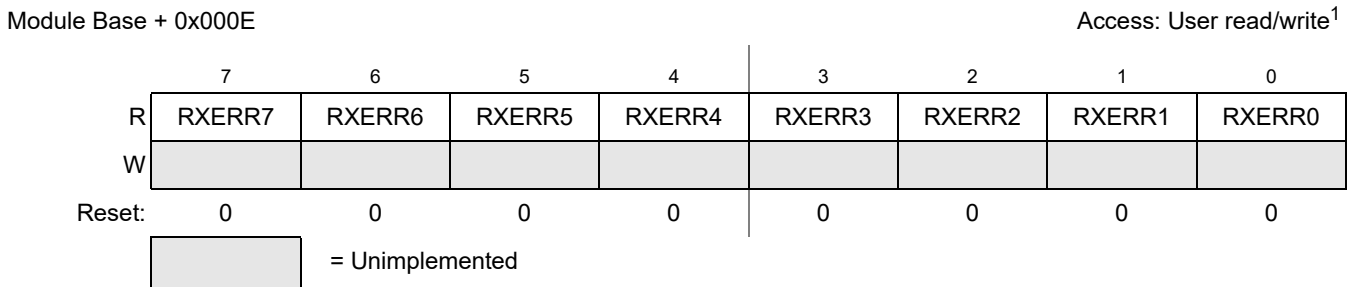 Module Base + 0x000E Access: User read/write1
7 6 5 4 3 2 1 0
R RXERR7 RXERR6 RXERR5 RXERR4 RXERR3 RXERR2 RXERR1 RXERR0
W
Reset: 0 0 0 0 0 0 0 0
= Unimplemented